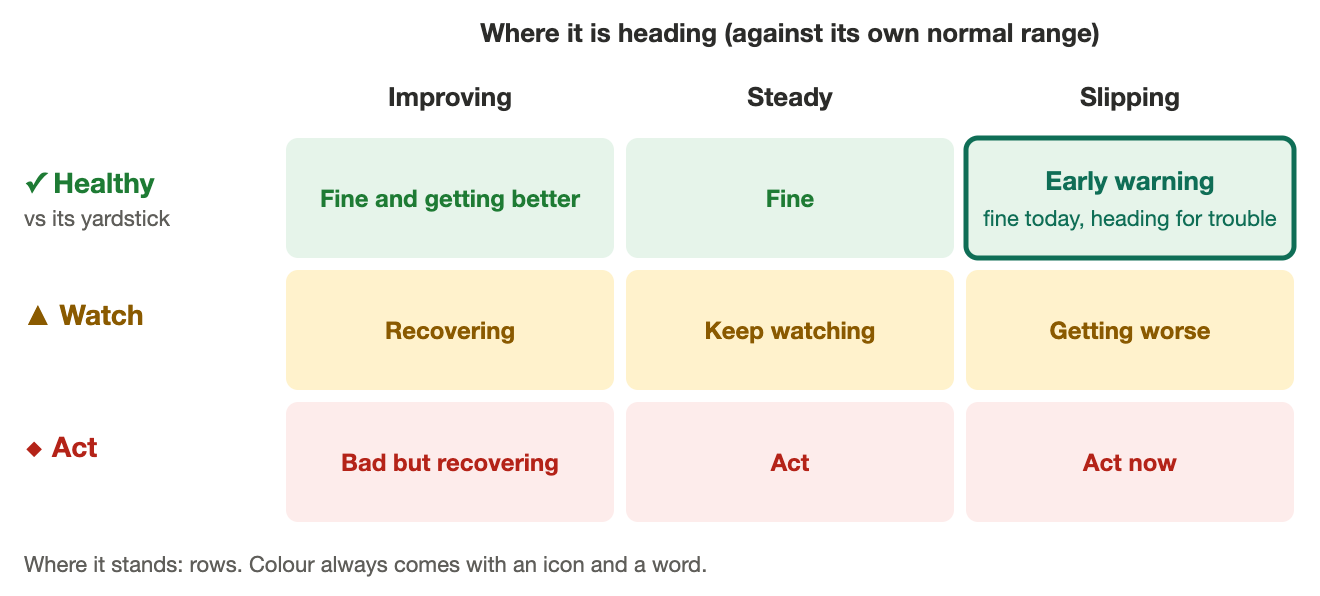 Where it is heading (against its own normal range)
Improving
Steady
Slipping
✓ Healthy
vs its yardstick
Fine and getting better
Fine
Early warning
fine today, heading for trouble
▲ Watch
Recovering
Keep watching
Getting worse
◆ Act
Bad but recovering
Act
Act now
Where it stands: rows. Colour always comes with an icon and a word.